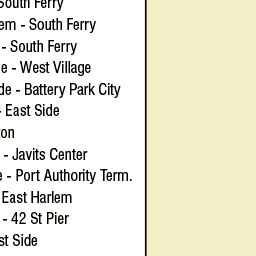 South Ferry
em - South Ferry
- South Ferry
e - West Village
de - Battery Park City
- East Side
on
- Javits Center
e - Port Authority Term.
East Harlem
- 42 St Pier
st Side